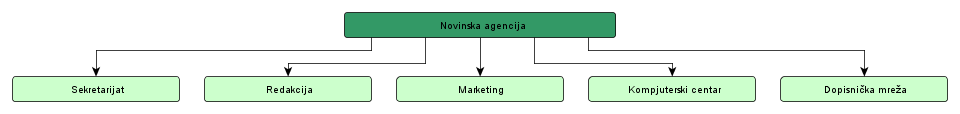 Novinska agencija
Sekretarijat
Redakcija
Marketing
Kompjuterski centar
Dopisnička mreža